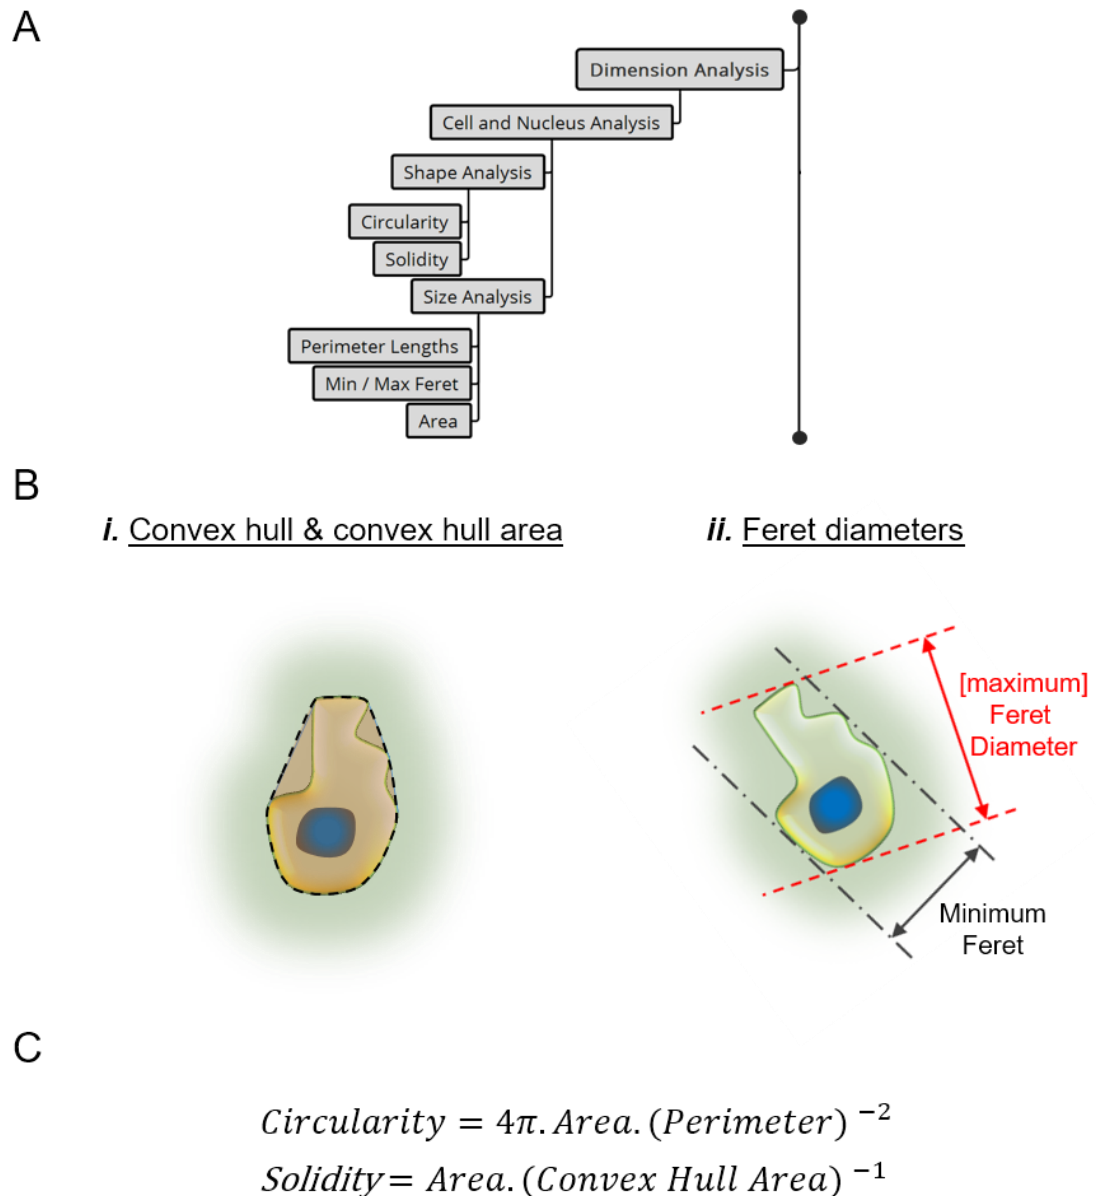 A
Dimension Analysis
Cell and Nucleus Analysis
Shape Analysis
Circularity
Solidity
Size Analysis
Perimeter Lengths
Min / Max Feret
Area
B
i. Convex hull & convex hull area
ii. Feret diameters
[maximum]
Feret
Diameter
Minimum
Feret
C
Circularity = 4π. Area. (Perimeter) ⁻²
Solidity = Area. (Convex Hull Area) ⁻¹